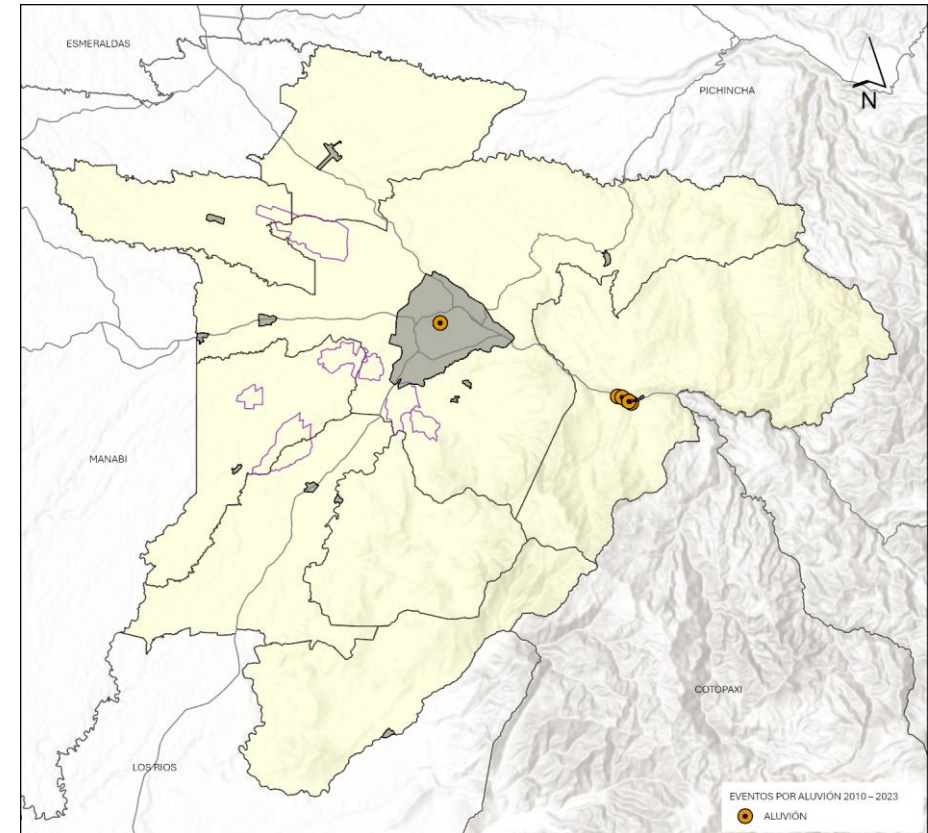 ESMERALDAS
PICHINCHA
N
MANABI
COTOPAXI
LOS RIOS
EVENTOS POR ALUVIÓN 2010 – 2023
ALUVIÓN